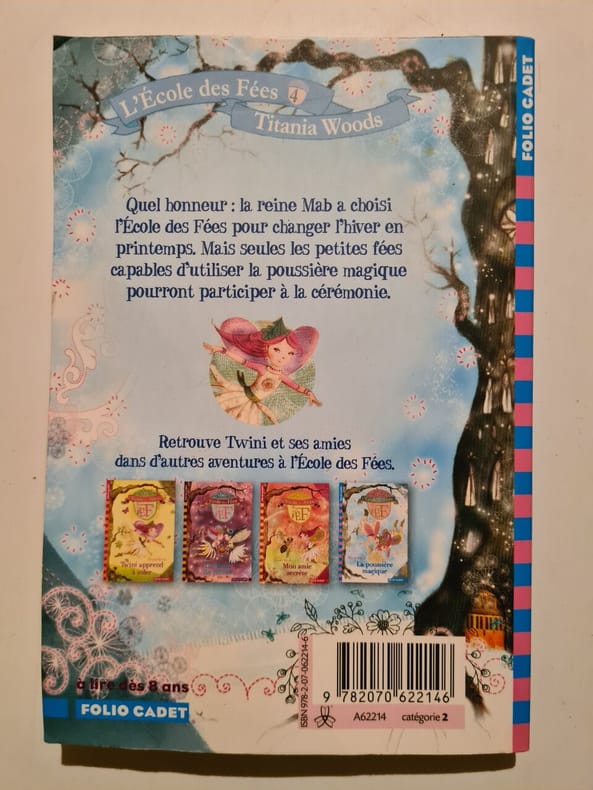 L'École des Fées 4
Titania Woods
FOLIO CADET
Quel honneur : la reine Mab a choisi
l'École des Fées pour changer l'hiver en
printemps. Mais seules les petites fées
capables d'utiliser la poussière magique
pourront participer à la cérémonie.
Retrouve Twini et ses amies
dans d'autres aventures à l'École des Fées.
Twini apprend
à voler
Mon amie
secrète
La poussière
magique
à lire dès 8 ans
FOLIO CADET
ISBN 978-2-07-062214-6
9 782070 622146
A62214 catégorie 2
FOLIO CADET